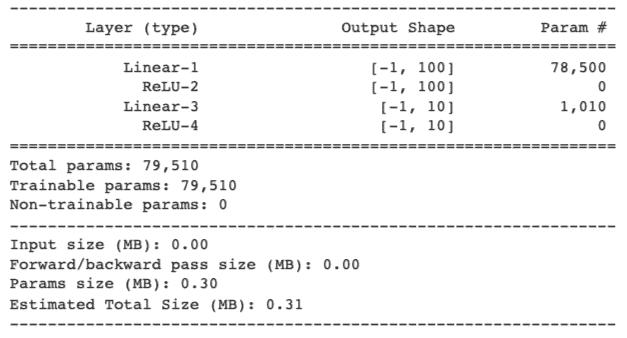 ----------------------------------------------------------------
Layer (type) Output Shape Param #
================================================================
Linear-1 [-1, 100] 78,500
ReLU-2 [-1, 100] 0
Linear-3 [-1, 10] 1,010
ReLU-4 [-1, 10] 0
================================================================
Total params: 79,510
Trainable params: 79,510
Non-trainable params: 0
----------------------------------------------------------------
Input size (MB): 0.00
Forward/backward pass size (MB): 0.00
Params size (MB): 0.30
Estimated Total Size (MB): 0.31
----------------------------------------------------------------